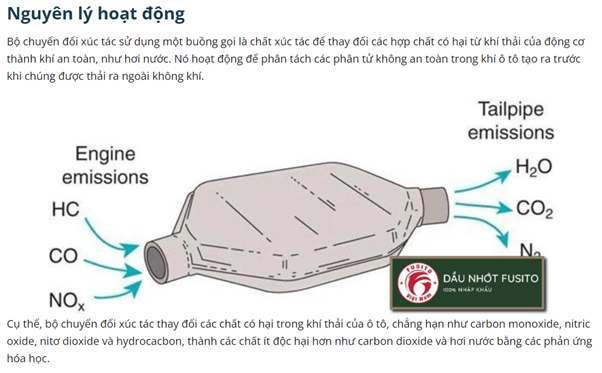 Nguyên lý hoạt động
Bộ chuyển đổi xúc tác sử dụng một buồng gọi là chất xúc tác để thay đổi các hợp chất có hại từ khí thải của động cơ
thành khí an toàn, như hơi nước. Nó hoạt động để phân tách các phân tử không an toàn trong khí ô tô tạo ra trước
khi chúng được thải ra ngoài không khí.
Tailpipe
emissions
Engine
emissions
H₂O
HC
CO₂
CO
N₂
NOₓ
FUSITO
Việt Nam
DẦU NHỚT FUSITO
100% NHẬP KHẨU
Cụ thể, bộ chuyển đổi xúc tác thay đổi các chất có hại trong khí thải của ô tô, chẳng hạn như carbon monoxide, nitric
oxide, nitơ dioxide và hydrocacbon, thành các chất ít độc hại hơn như carbon dioxide và hơi nước bằng các phản ứng
hóa học.